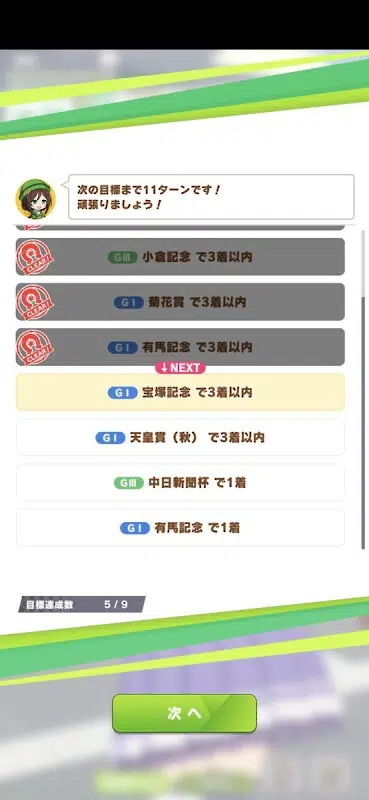 次の目標まで11ターンです!
頑張りましょう!
CLEAR
GⅢ 小倉記念 で3着以内
CLEAR
GⅠ 菊花賞 で3着以内
CLEAR
GⅠ 有馬記念 で3着以内
↓NEXT
GⅠ 宝塚記念 で3着以内
GⅠ 天皇賞(秋) で3着以内
GⅢ 中日新聞杯 で1着
GⅠ 有馬記念 で1着
目標達成数 5/9
次へ